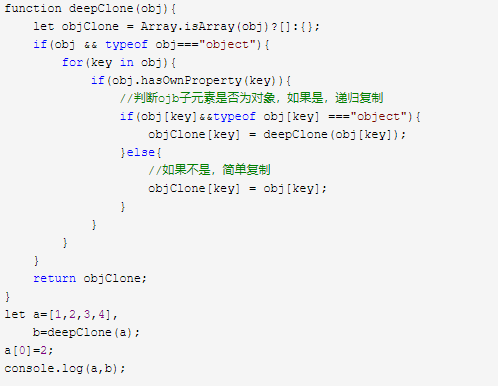 function deepClone(obj){
    let objClone = Array.isArray(obj)?[]:{};
    if(obj && typeof obj==="object"){
        for(key in obj){
            if(obj.hasOwnProperty(key)){
                //判断ojb子元素是否为对象，如果是，递归复制
                if(obj[key]&&typeof obj[key] ==="object"){
                    objClone[key] = deepClone(obj[key]);
                }else{
                    //如果不是，简单复制
                    objClone[key] = obj[key];
                }
            }
        }
    }
    return objClone;
}
let a=[1,2,3,4],
    b=deepClone(a);
a[0]=2;
console.log(a,b);